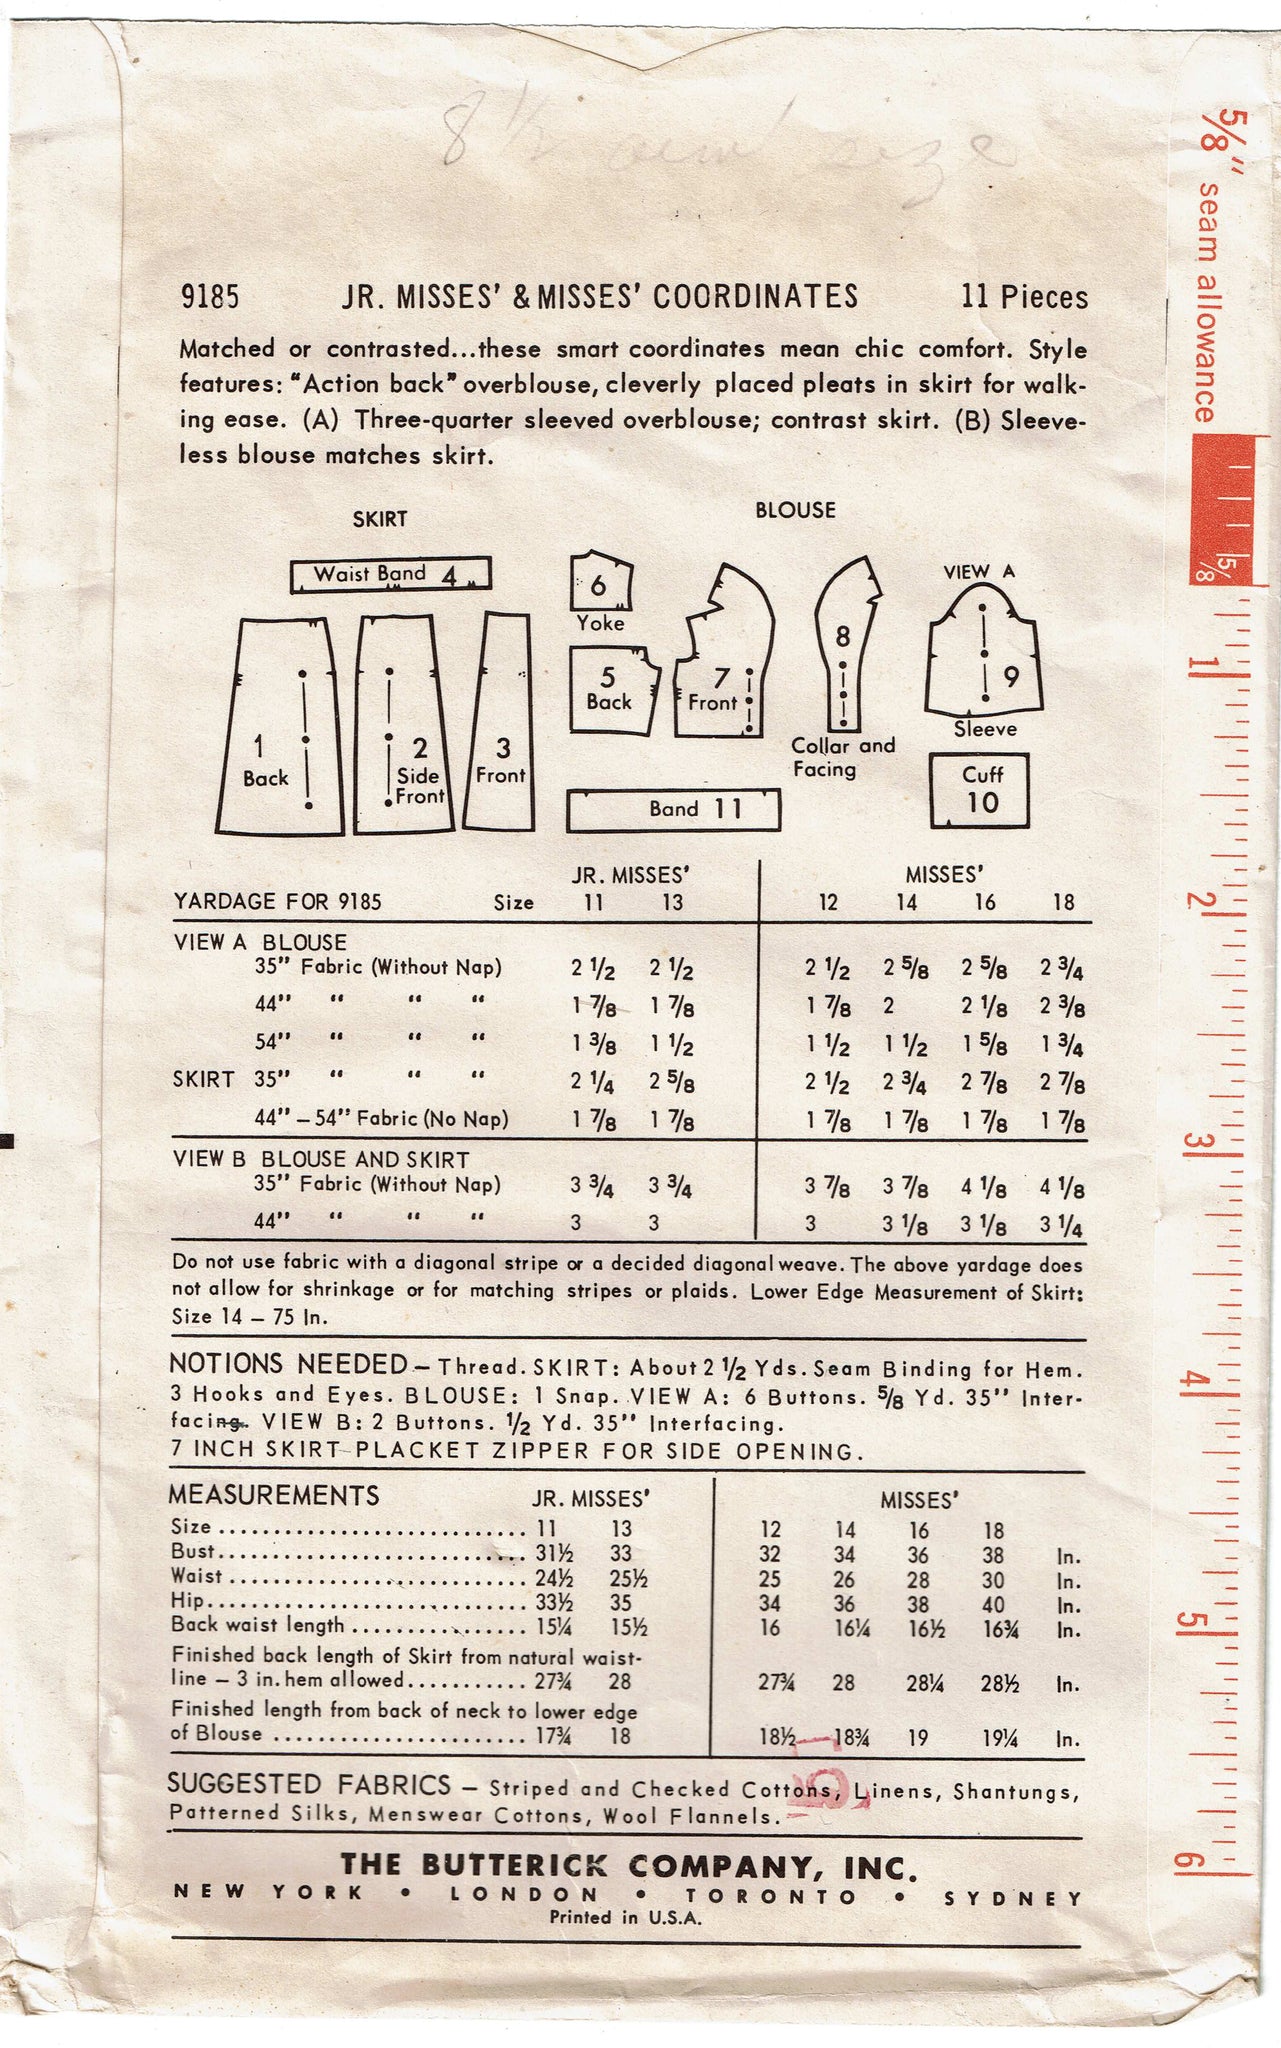 8 1/2 new size
9185 JR. MISSES' & MISSES' COORDINATES 11 Pieces
Matched or contrasted...these smart coordinates mean chic comfort. Style
features: "Action back" overblouse, cleverly placed pleats in skirt for walk-
ing ease. (A) Three-quarter sleeved overblouse; contrast skirt. (B) Sleeve-
less blouse matches skirt.
SKIRT
BLOUSE
Waist Band 4
1
Back
2
Side
Front
3
Front
6
Yoke
5
Back
7
Front
8
Collar and
Facing
VIEW A
9
Sleeve
Band 11
Cuff
10
JR. MISSES' MISSES'
YARDAGE FOR 9185 Size 11 13 12 14 16 18
VIEW A BLOUSE
35" Fabric (Without Nap) 2 1/2 2 1/2 2 1/2 2 5/8 2 5/8 2 3/4
44" " " " 1 7/8 1 7/8 1 7/8 2 2 1/8 2 3/8
54" " " " 1 3/8 1 1/2 1 1/2 1 1/2 1 5/8 1 3/4
SKIRT 35" " " " 2 1/4 2 5/8 2 1/2 2 3/4 2 7/8 2 7/8
44" – 54" Fabric (No Nap) 1 7/8 1 7/8 1 7/8 1 7/8 1 7/8 1 7/8
VIEW B BLOUSE AND SKIRT
35" Fabric (Without Nap) 3 3/4 3 3/4 3 7/8 3 7/8 4 1/8 4 1/8
44" " " " 3 3 3 3 1/8 3 1/8 3 1/4
Do not use fabric with a diagonal stripe or a decided diagonal weave. The above yardage does
not allow for shrinkage or for matching stripes or plaids. Lower Edge Measurement of Skirt:
Size 14 – 75 In.
NOTIONS NEEDED – Thread. SKIRT: About 2 1/2 Yds. Seam Binding for Hem.
3 Hooks and Eyes. BLOUSE: 1 Snap. VIEW A: 6 Buttons. 5/8 Yd. 35" Inter-
facing. VIEW B: 2 Buttons. 1/2 Yd. 35" Interfacing.
7 INCH SKIRT PLACKET ZIPPER FOR SIDE OPENING.
MEASUREMENTS JR. MISSES' MISSES'
Size ............................ 11 13 12 14 16 18
Bust............................ 31½ 33 32 34 36 38 In.
Waist ........................... 24½ 25½ 25 26 28 30 In.
Hip............................. 33½ 35 34 36 38 40 In.
Back waist length ................ 15¼ 15½ 16 16¼ 16½ 16¾ In.
Finished back length of Skirt from natural waist-
line – 3 in. hem allowed........... 27¾ 28 27¾ 28 28¼ 28½ In.
Finished length from back of neck to lower edge
of Blouse ....................... 17¾ 18 18½ 18¾ 19 19¼ In.
SUGGESTED FABRICS – Striped and Checked Cottons, Linens, Shantungs,
Patterned Silks, Menswear Cottons, Wool Flannels.
THE BUTTERICK COMPANY, INC.
NEW YORK • LONDON • TORONTO • SYDNEY
Printed in U.S.A.
5/8" seam allowance
5/8
1
2
3
4
5
6